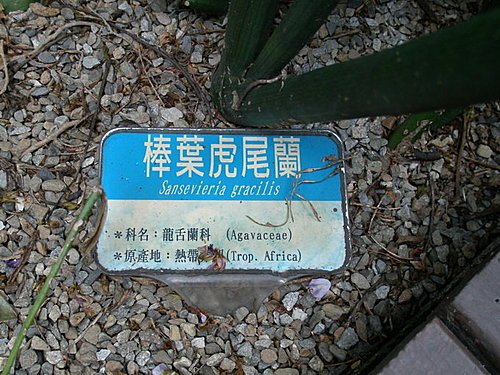 棒葉虎尾蘭
Sansevieria gracilis
*科名：龍舌蘭科 (Agavaceae)
*原產地：熱帶 (Trop. Africa)